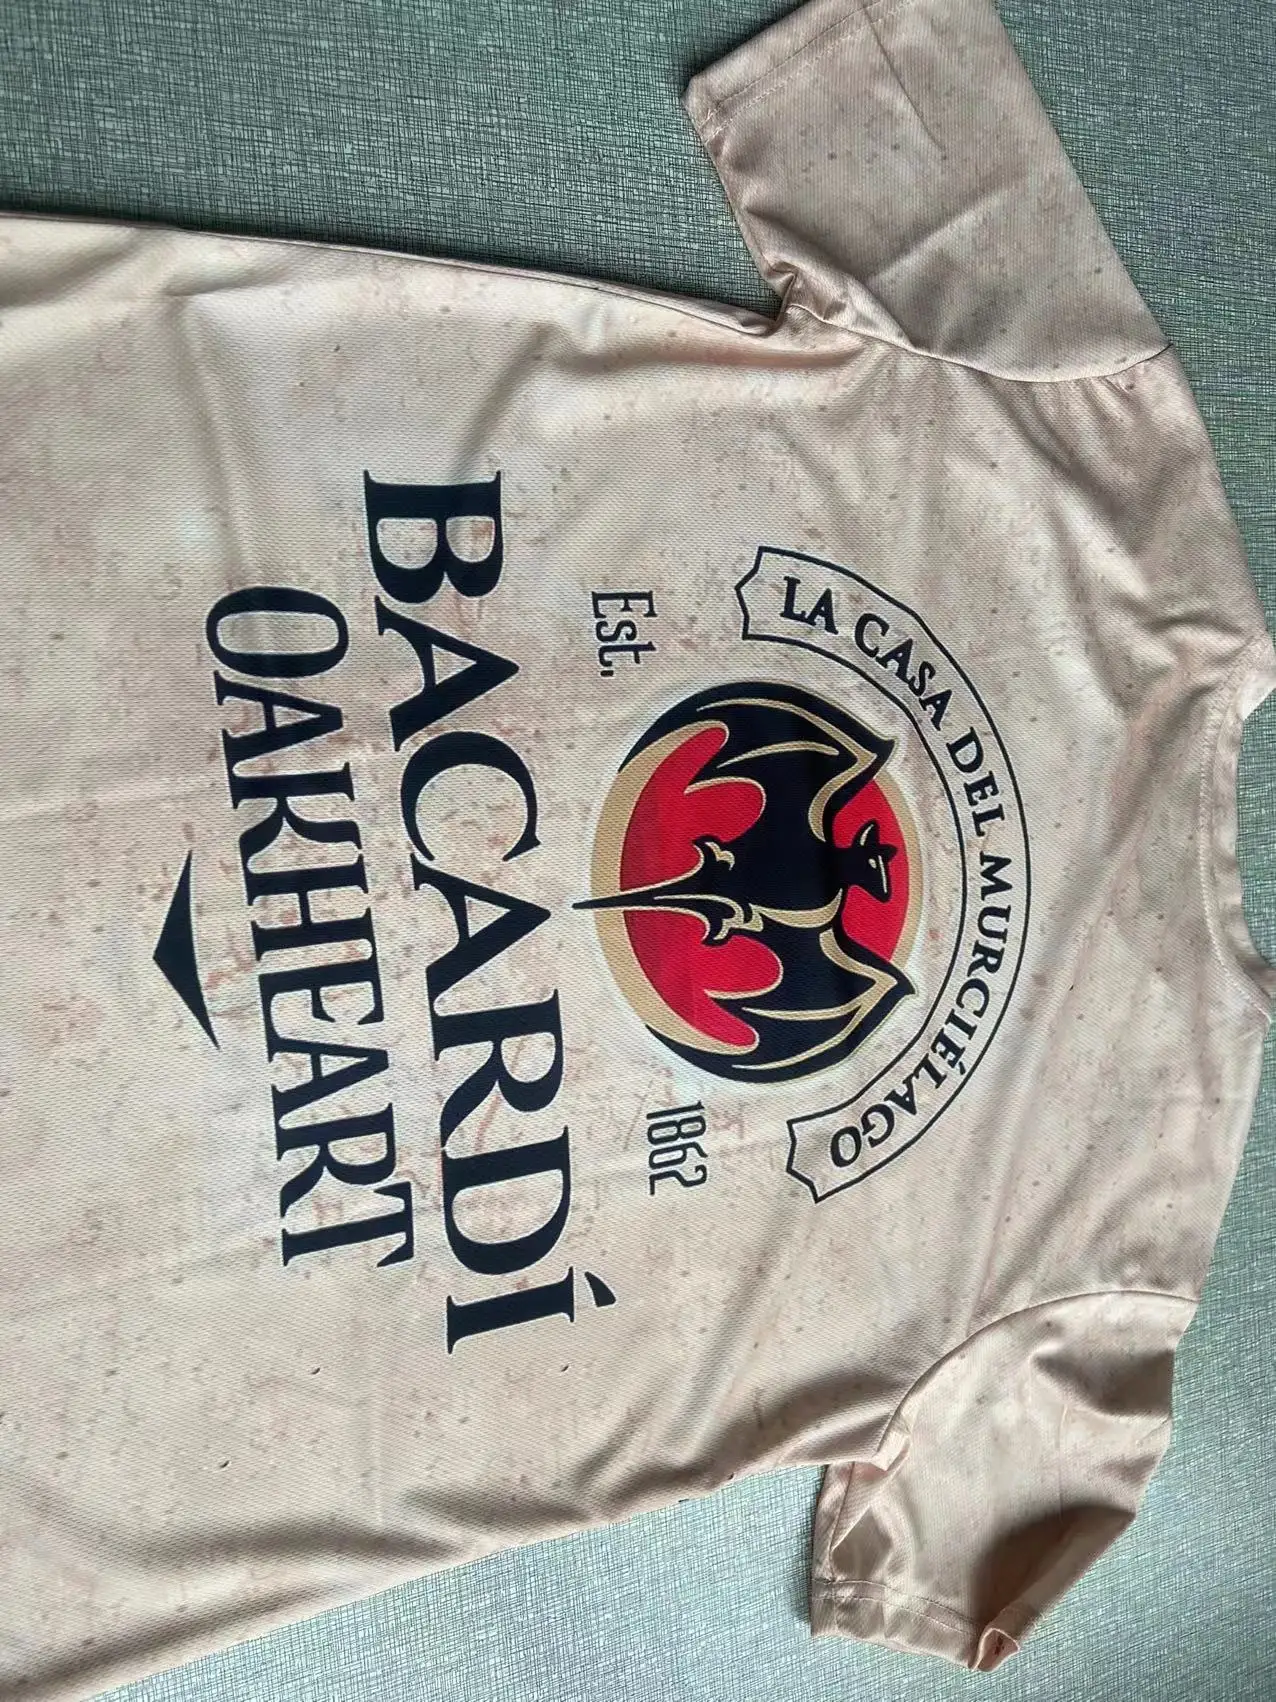 LA CASA DEL MURCIÉLAGO
Est. 1862
BACARDÍ
OAKHEART